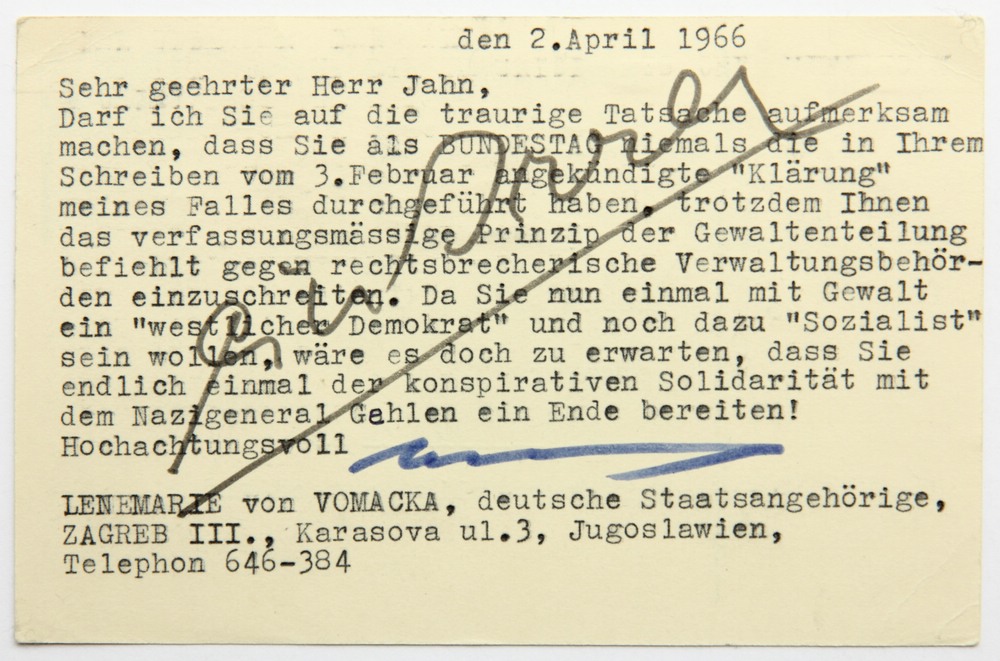 den 2.April 1966
Sehr geehrter Herr Jahn,
Darf ich Sie auf die traurige Tatsache aufmerksam
machen, dass Sie als BUNDESTAG niemals die in Ihrem
Schreiben vom 3.Februar angekündigte "Klärung"
meines Falles durchgeführt haben, trotzdem Ihnen
das verfassungsmässige Prinzip der Gewaltenteilung
befiehlt gegen rechtsbrecherische Verwaltungsbehör-
den einzuschreiten. Da Sie nun einmal mit Gewalt
ein "westlicher Demokrat" und noch dazu "Sozialist"
sein wollen, wäre es doch zu erwarten, dass Sie
endlich einmal der konspirativen Solidarität mit
dem Nazigeneral Gehlen ein Ende bereiten!
Hochachtungsvoll
LENEMARIE von VOMACKA, deutsche Staatsangehörige,
ZAGREB III., Karasova ul.3, Jugoslawien,
Telephon 646-384